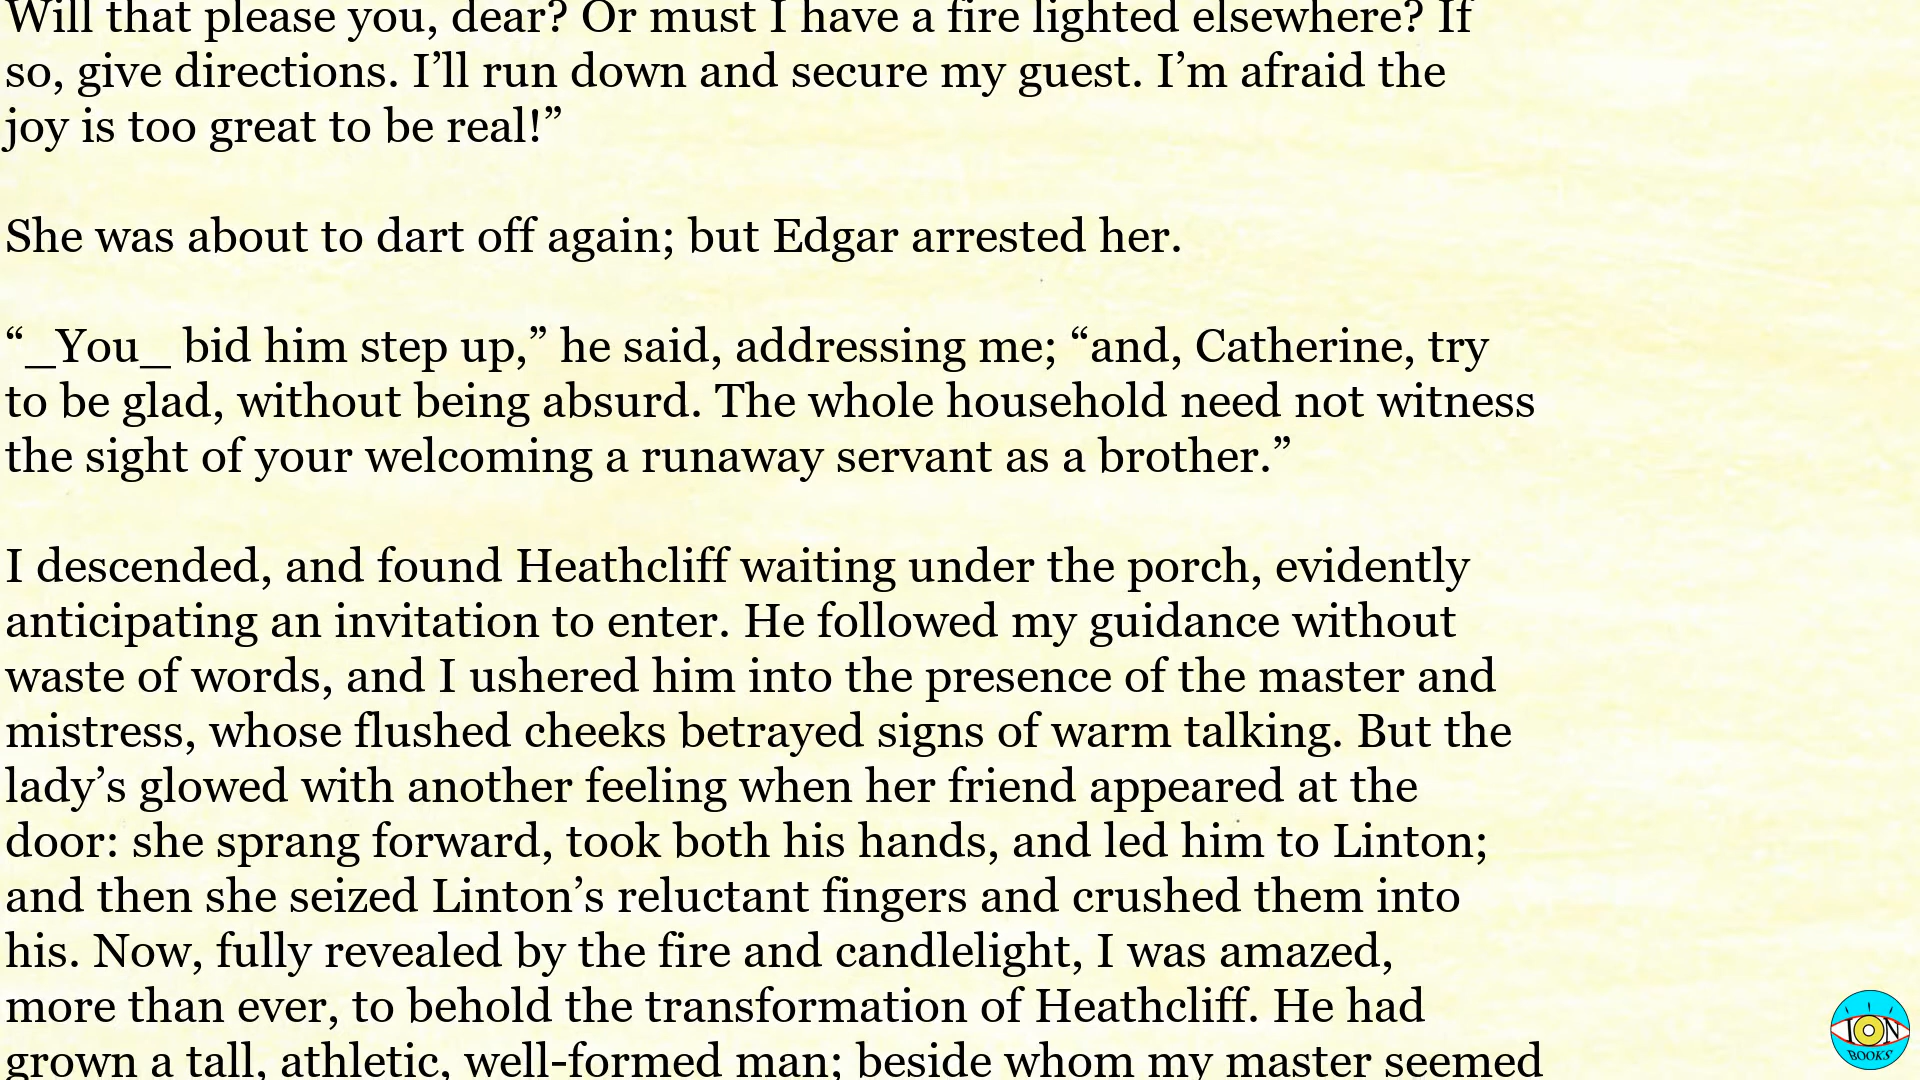 Will that please you, dear? Or must I have a fire lighted elsewhere? If
so, give directions. I’ll run down and secure my guest. I’m afraid the
joy is too great to be real!”
She was about to dart off again; but Edgar arrested her.
“_You_ bid him step up,” he said, addressing me; “and, Catherine, try
to be glad, without being absurd. The whole household need not witness
the sight of your welcoming a runaway servant as a brother.”
I descended, and found Heathcliff waiting under the porch, evidently
anticipating an invitation to enter. He followed my guidance without
waste of words, and I ushered him into the presence of the master and
mistress, whose flushed cheeks betrayed signs of warm talking. But the
lady’s glowed with another feeling when her friend appeared at the
door: she sprang forward, took both his hands, and led him to Linton;
and then she seized Linton’s reluctant fingers and crushed them into
his. Now, fully revealed by the fire and candlelight, I was amazed,
more than ever, to behold the transformation of Heathcliff. He had
grown a tall, athletic, well-formed man; beside whom my master seemed
ION
BOOKS